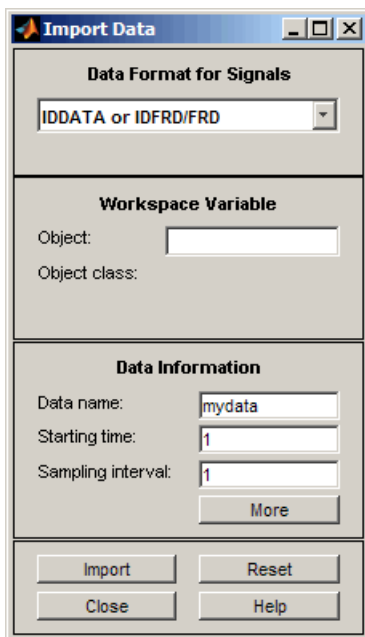 Import Data
Data Format for Signals
IDDATA or IDFRD/FRD
Workspace Variable
Object:
Object class:
Data Information
Data name: mydata
Starting time: 1
Sampling interval: 1
More
Import Reset
Close Help